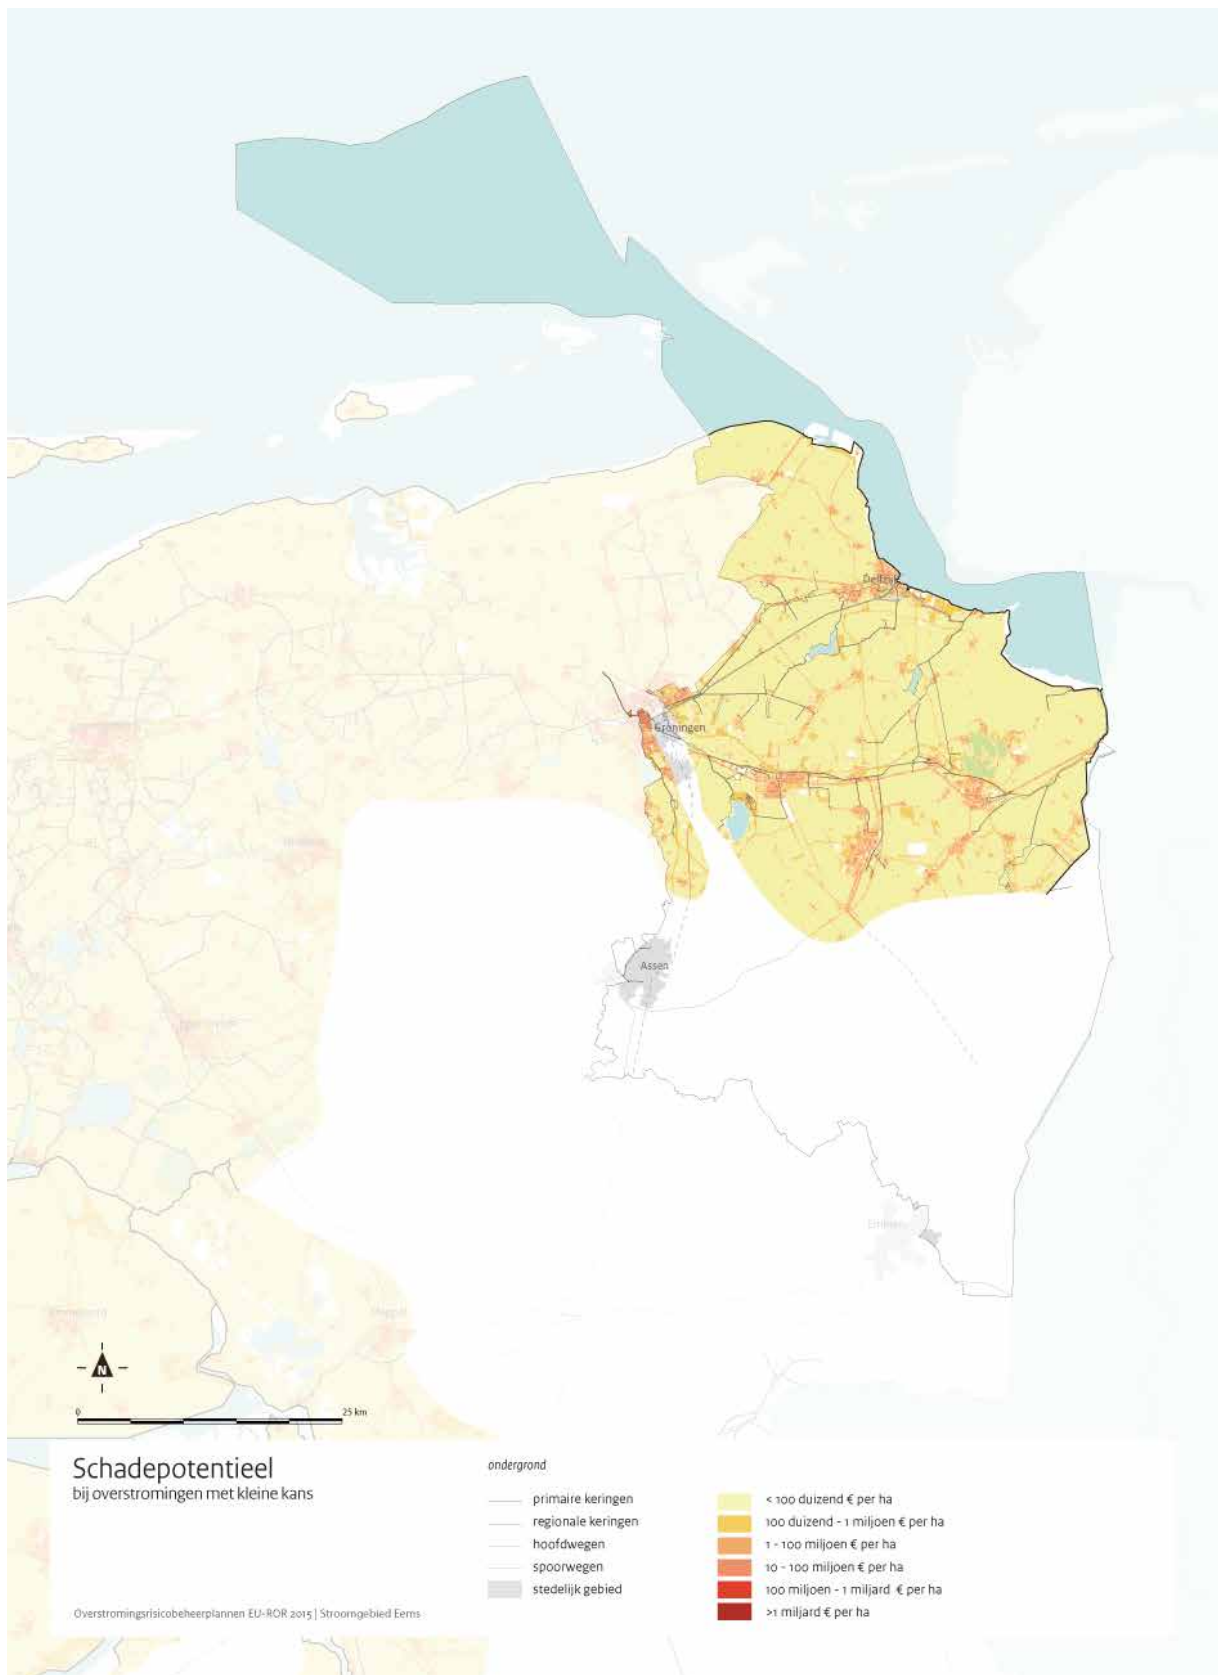 Delfzijl
Groningen
Assen
Emmen
Meppel
N
0
25 km
Schadepotentieel
bij overstromingen met kleine kans
ondergrond
primaire keringen
regionale keringen
hoofdwegen
spoorwegen
stedelijk gebied
< 100 duizend € per ha
100 duizend - 1 miljoen € per ha
1 - 100 miljoen € per ha
10 - 100 miljoen € per ha
100 miljoen - 1 miljard € per ha
>1 miljard € per ha
Overstromingsrisicobeheerplannen EU-ROR 2015 | Stroomgebied Eems